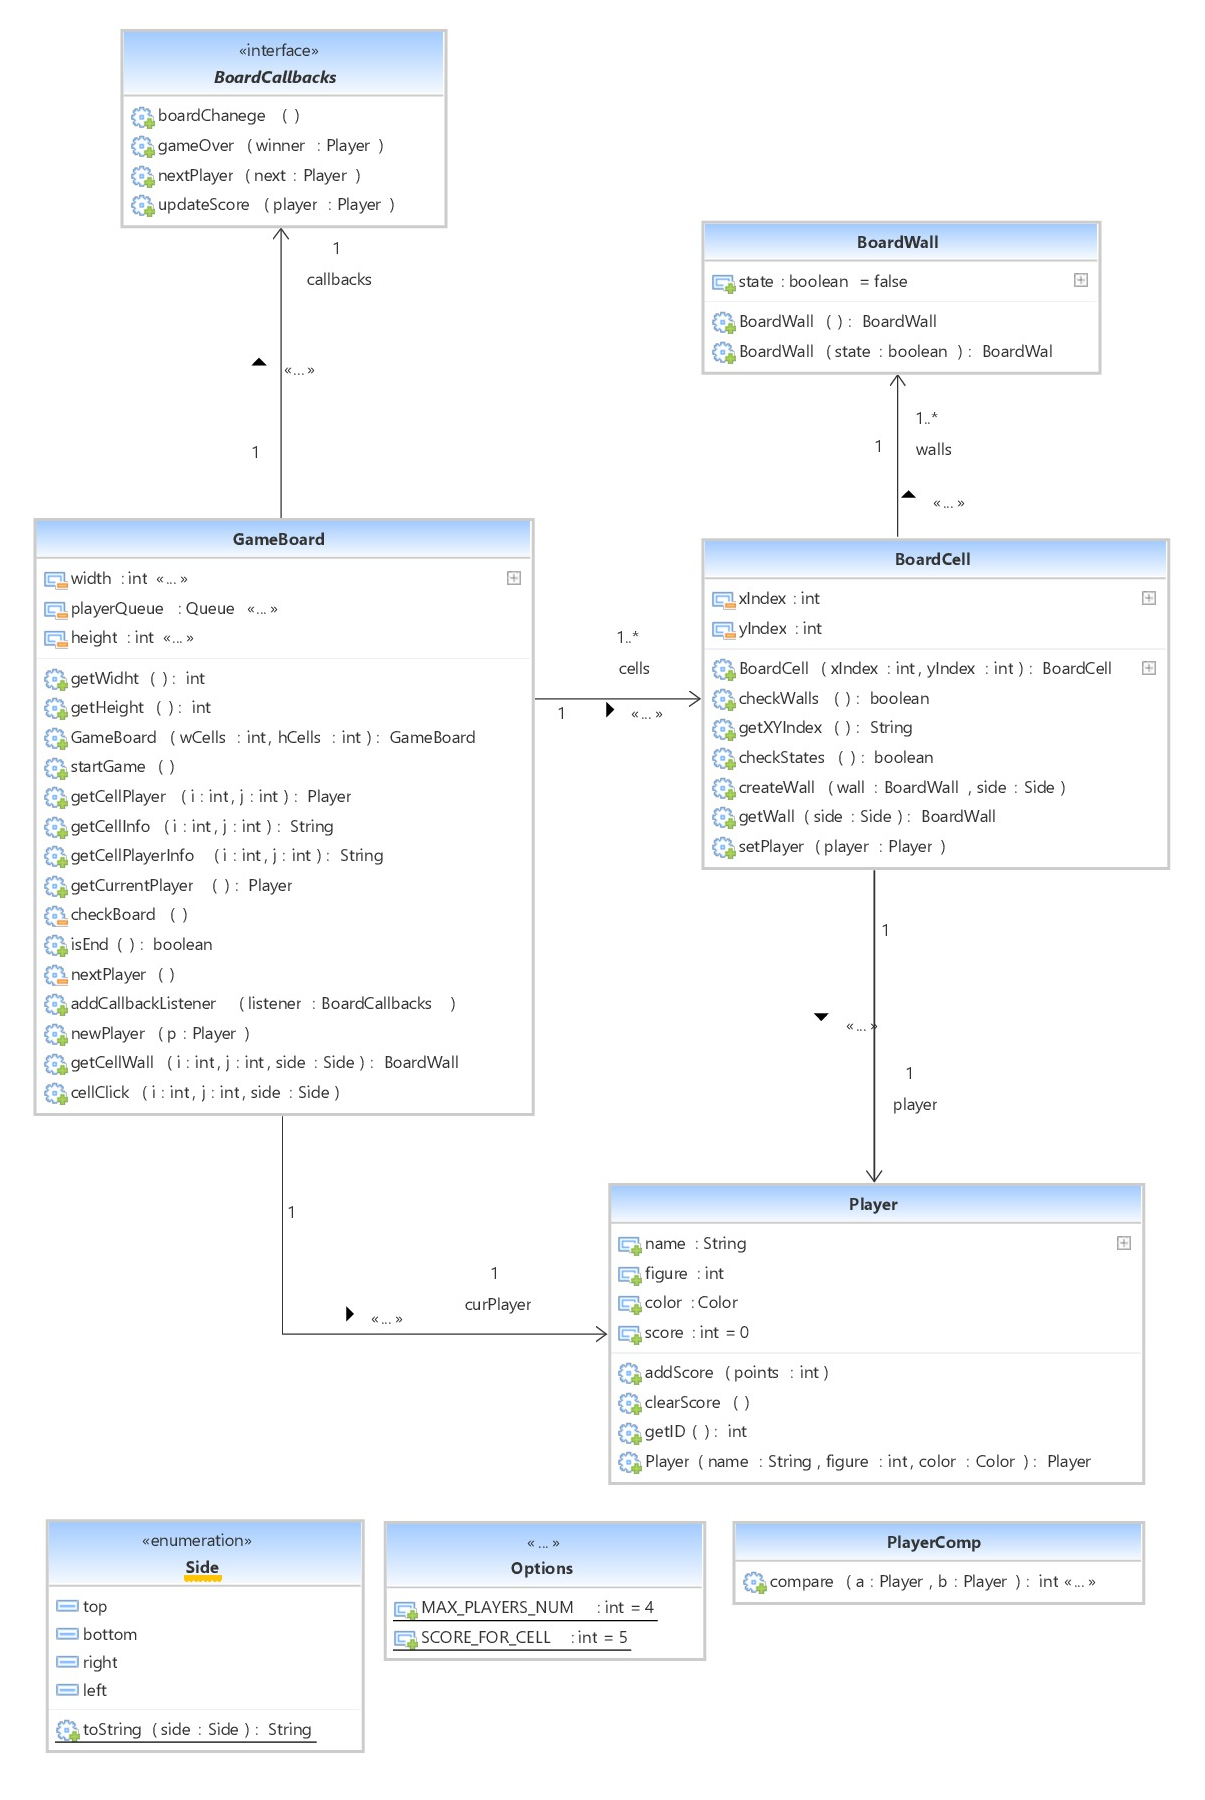 «interface»
BoardCallbacks
boardChanege ( )
gameOver ( winner : Player )
nextPlayer ( next : Player )
updateScore ( player : Player )
1
callbacks
«...»
1
BoardWall
state : boolean = false
BoardWall ( ) : BoardWall
BoardWall ( state : boolean ) : BoardWal
1..*
1
walls
«...»
GameBoard
width : int «...»
playerQueue : Queue «...»
height : int «...»
getWidht ( ) : int
getHeight ( ) : int
GameBoard ( wCells : int, hCells : int ) : GameBoard
startGame ( )
getCellPlayer ( i : int, j : int ) : Player
getCellInfo ( i : int, j : int ) : String
getCellPlayerInfo ( i : int, j : int ) : String
getCurrentPlayer ( ) : Player
checkBoard ( )
isEnd ( ) : boolean
nextPlayer ( )
addCallbackListener ( listener : BoardCallbacks )
newPlayer ( p : Player )
getCellWall ( i : int, j : int, side : Side ) : BoardWall
cellClick ( i : int, j : int, side : Side )
1..*
cells
1
«...»
BoardCell
xIndex : int
yIndex : int
BoardCell ( xIndex : int, yIndex : int ) : BoardCell
checkWalls ( ) : boolean
getXYIndex ( ) : String
checkStates ( ) : boolean
createWall ( wall : BoardWall , side : Side )
getWall ( side : Side ) : BoardWall
setPlayer ( player : Player )
1
«...»
1
player
1
1
curPlayer
«...»
Player
name : String
figure : int
color : Color
score : int = 0
addScore ( points : int )
clearScore ( )
getID ( ) : int
Player ( name : String , figure : int, color : Color ) : Player
«enumeration»
Side
top
bottom
right
left
toString ( side : Side ) : String
«...»
Options
MAX_PLAYERS_NUM : int = 4
SCORE_FOR_CELL : int = 5
PlayerComp
compare ( a : Player , b : Player ) : int «...»